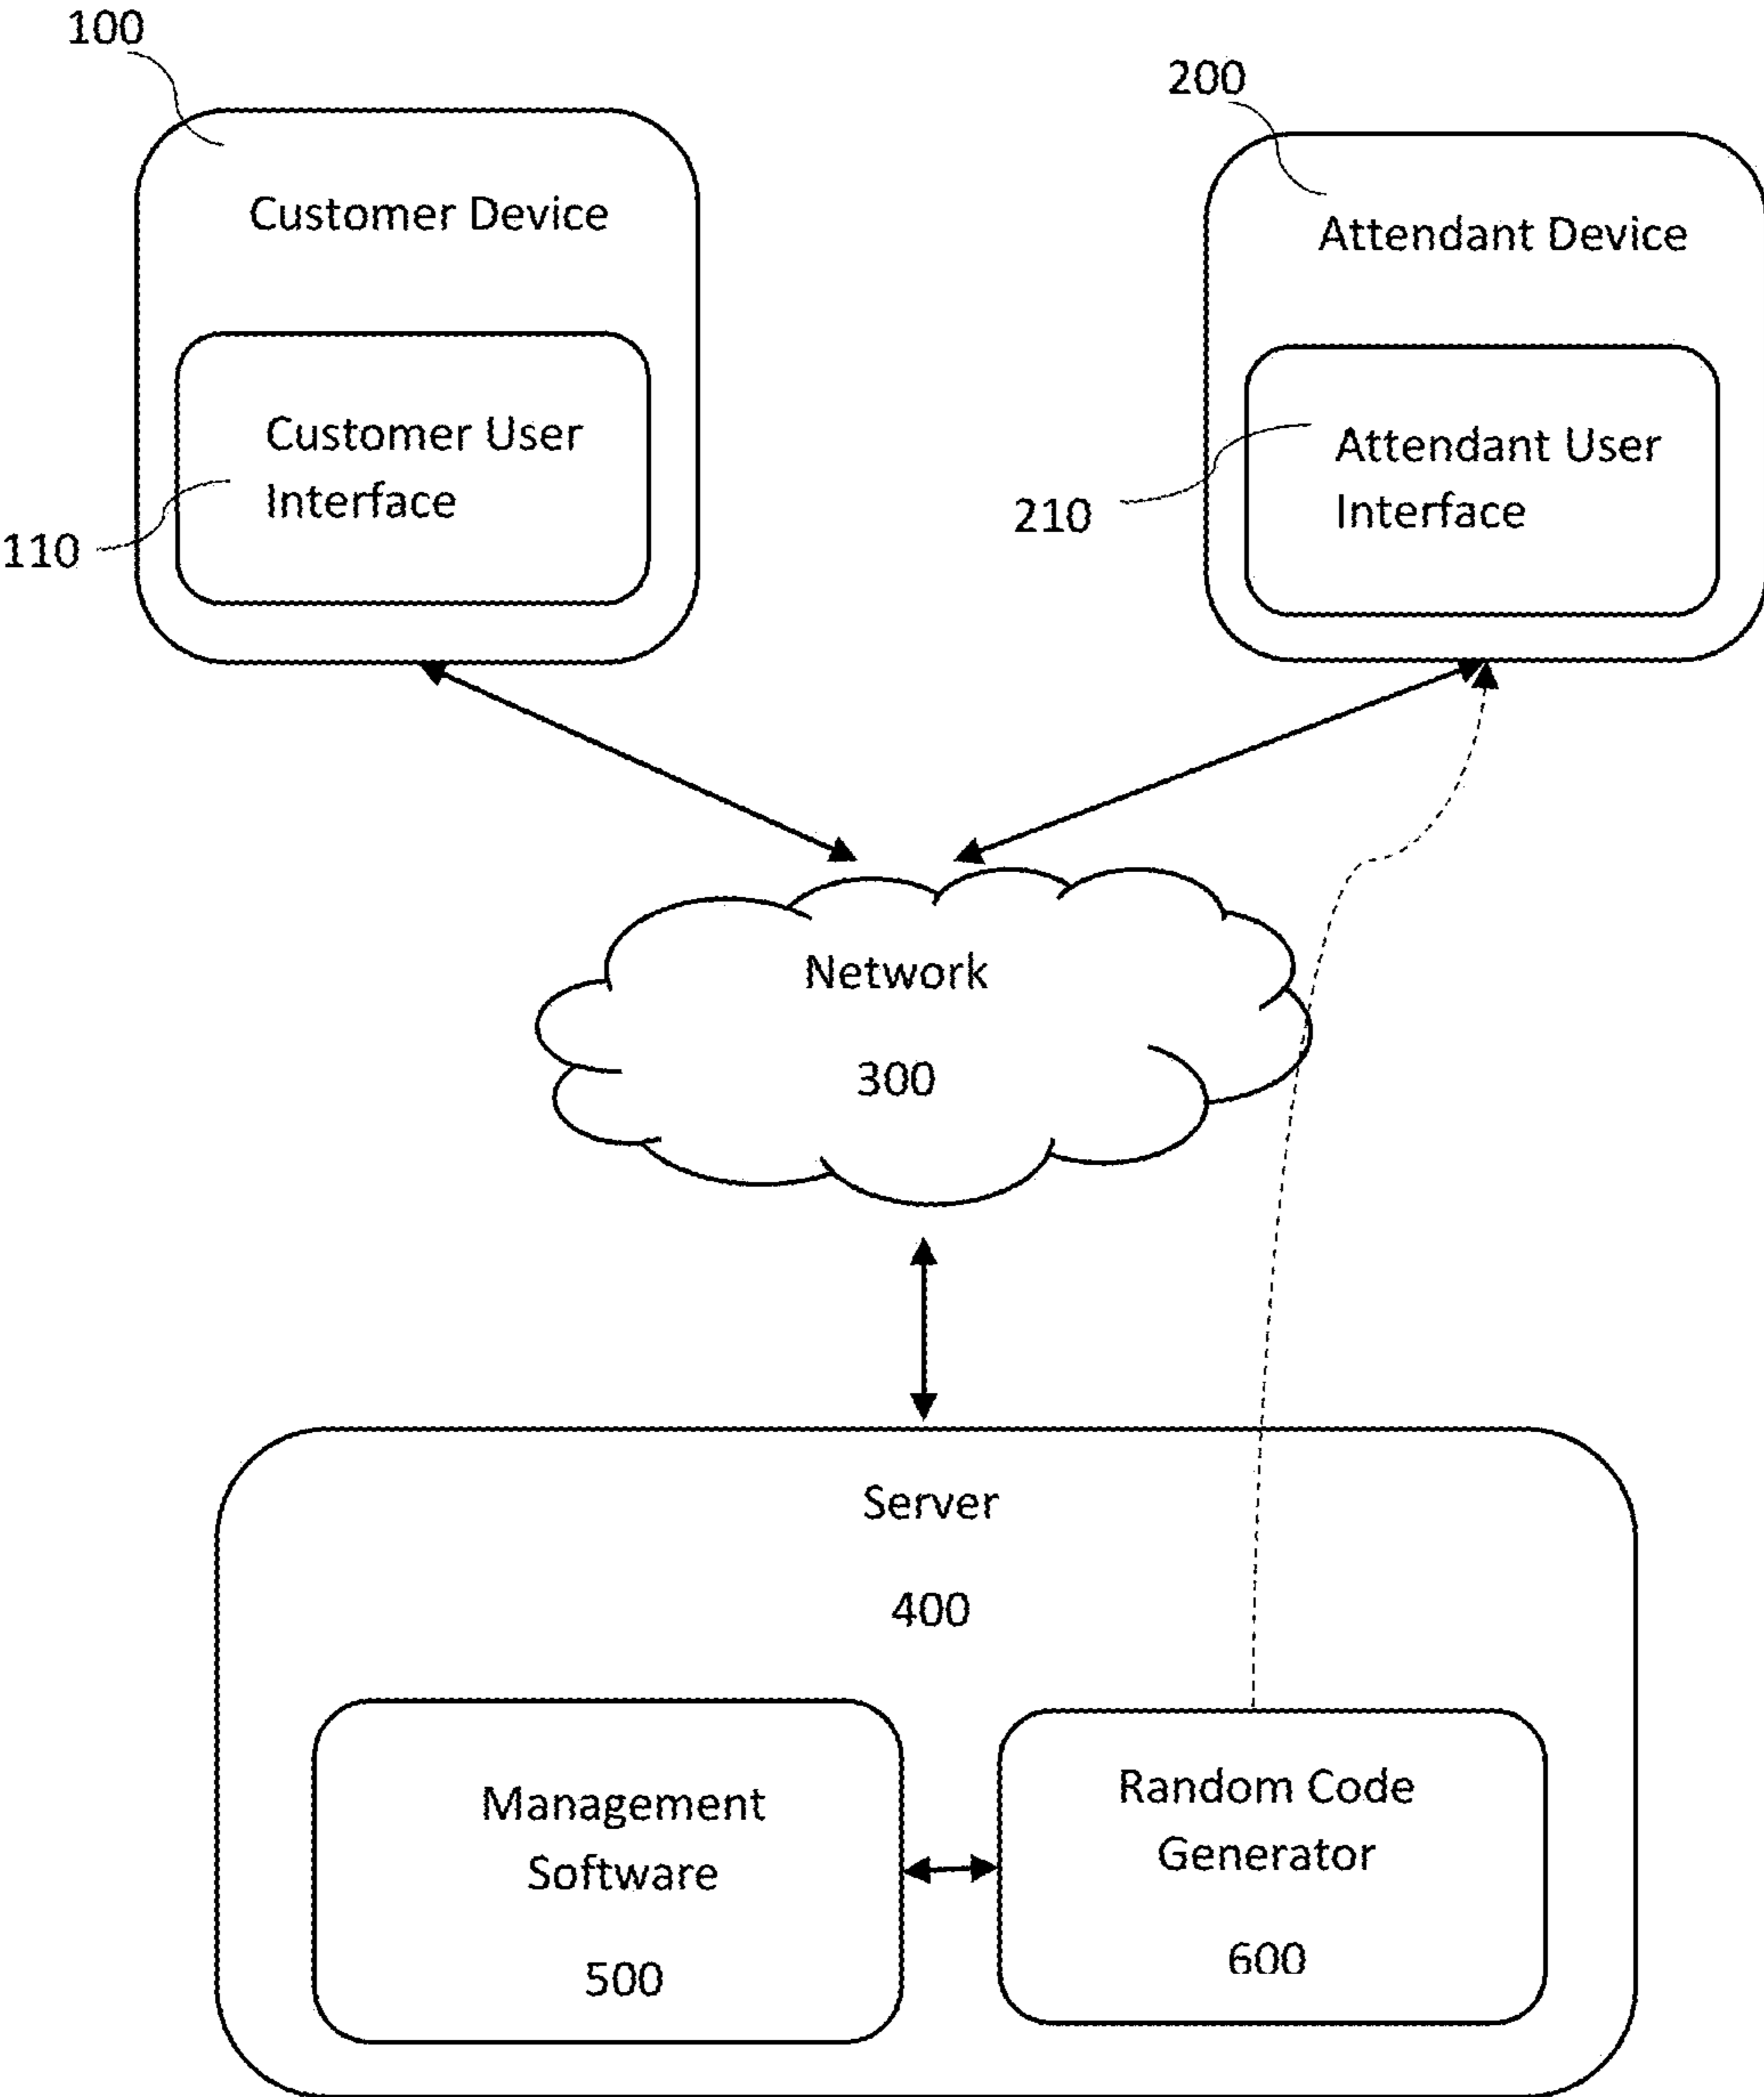 100
200
Customer Device
Attendant Device
Customer User
Interface
110
Attendant User
Interface
210
Network
300
Server
400
Management
Software
500
Random Code
Generator
600